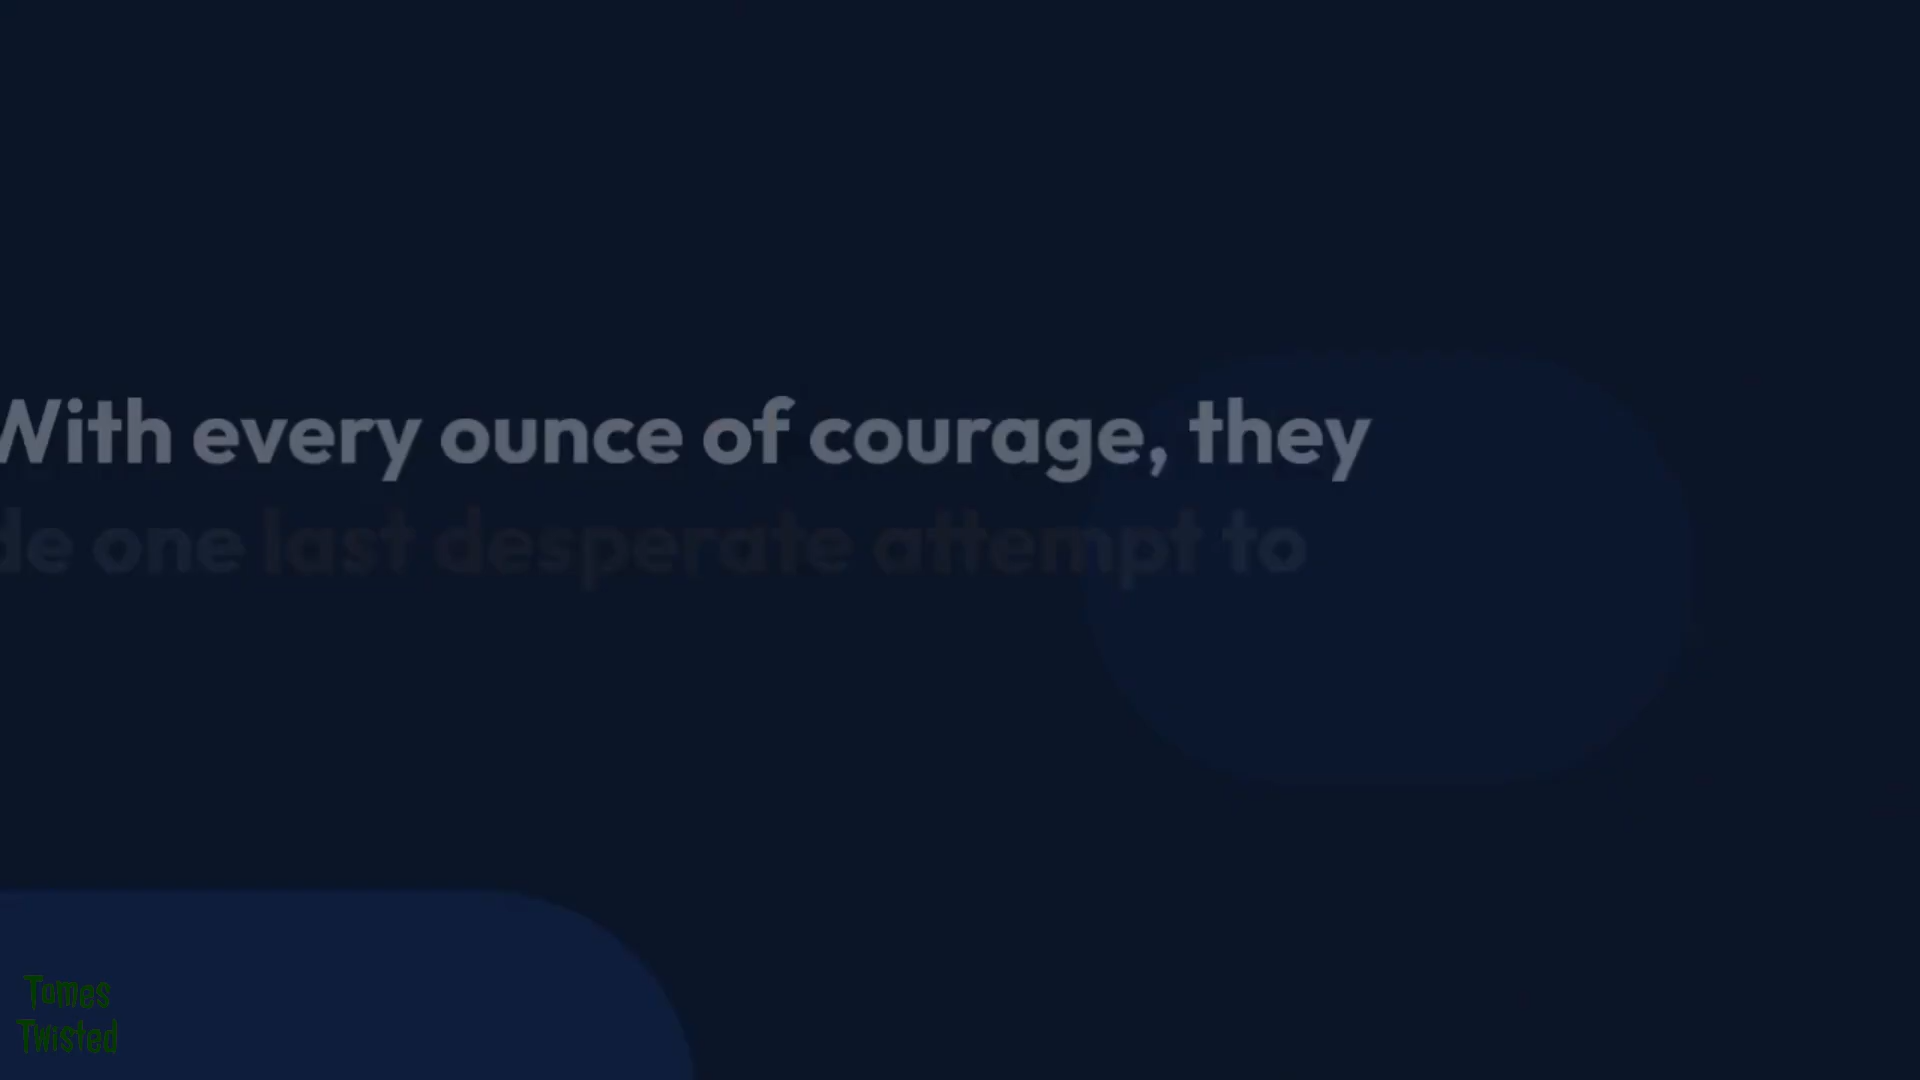 With every ounce of courage, they
de one last desperate attempt to
Tomes
Twisted